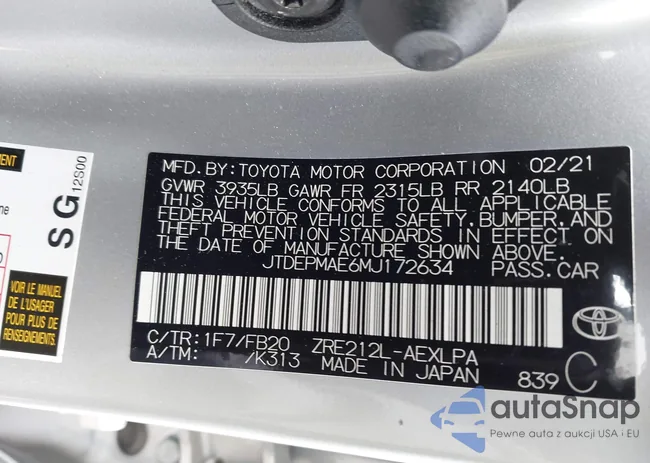 MENT
ne
S G
12S00
VOIR LE MANUEL
DE L'USAGER
POUR PLUS DE
RENSEIGNEMENTS
MFD. BY: TOYOTA MOTOR CORPORATION 02/21
GVWR 3935LB GAWR FR 2315LB RR 2140LB
THIS VEHICLE CONFORMS TO ALL APPLICABLE
FEDERAL MOTOR VEHICLE SAFETY, BUMPER, AND
THEFT PREVENTION STANDARDS IN EFFECT ON
THE DATE OF MANUFACTURE SHOWN ABOVE.
JTDEPMAE6MJ172634 PASS.CAR
C/TR: 1F7/FB20 ZRE212L-AEXLPA
A/TM: /K313 MADE IN JAPAN 839 C
autaSnap
Pewne auta z aukcji USA i EU